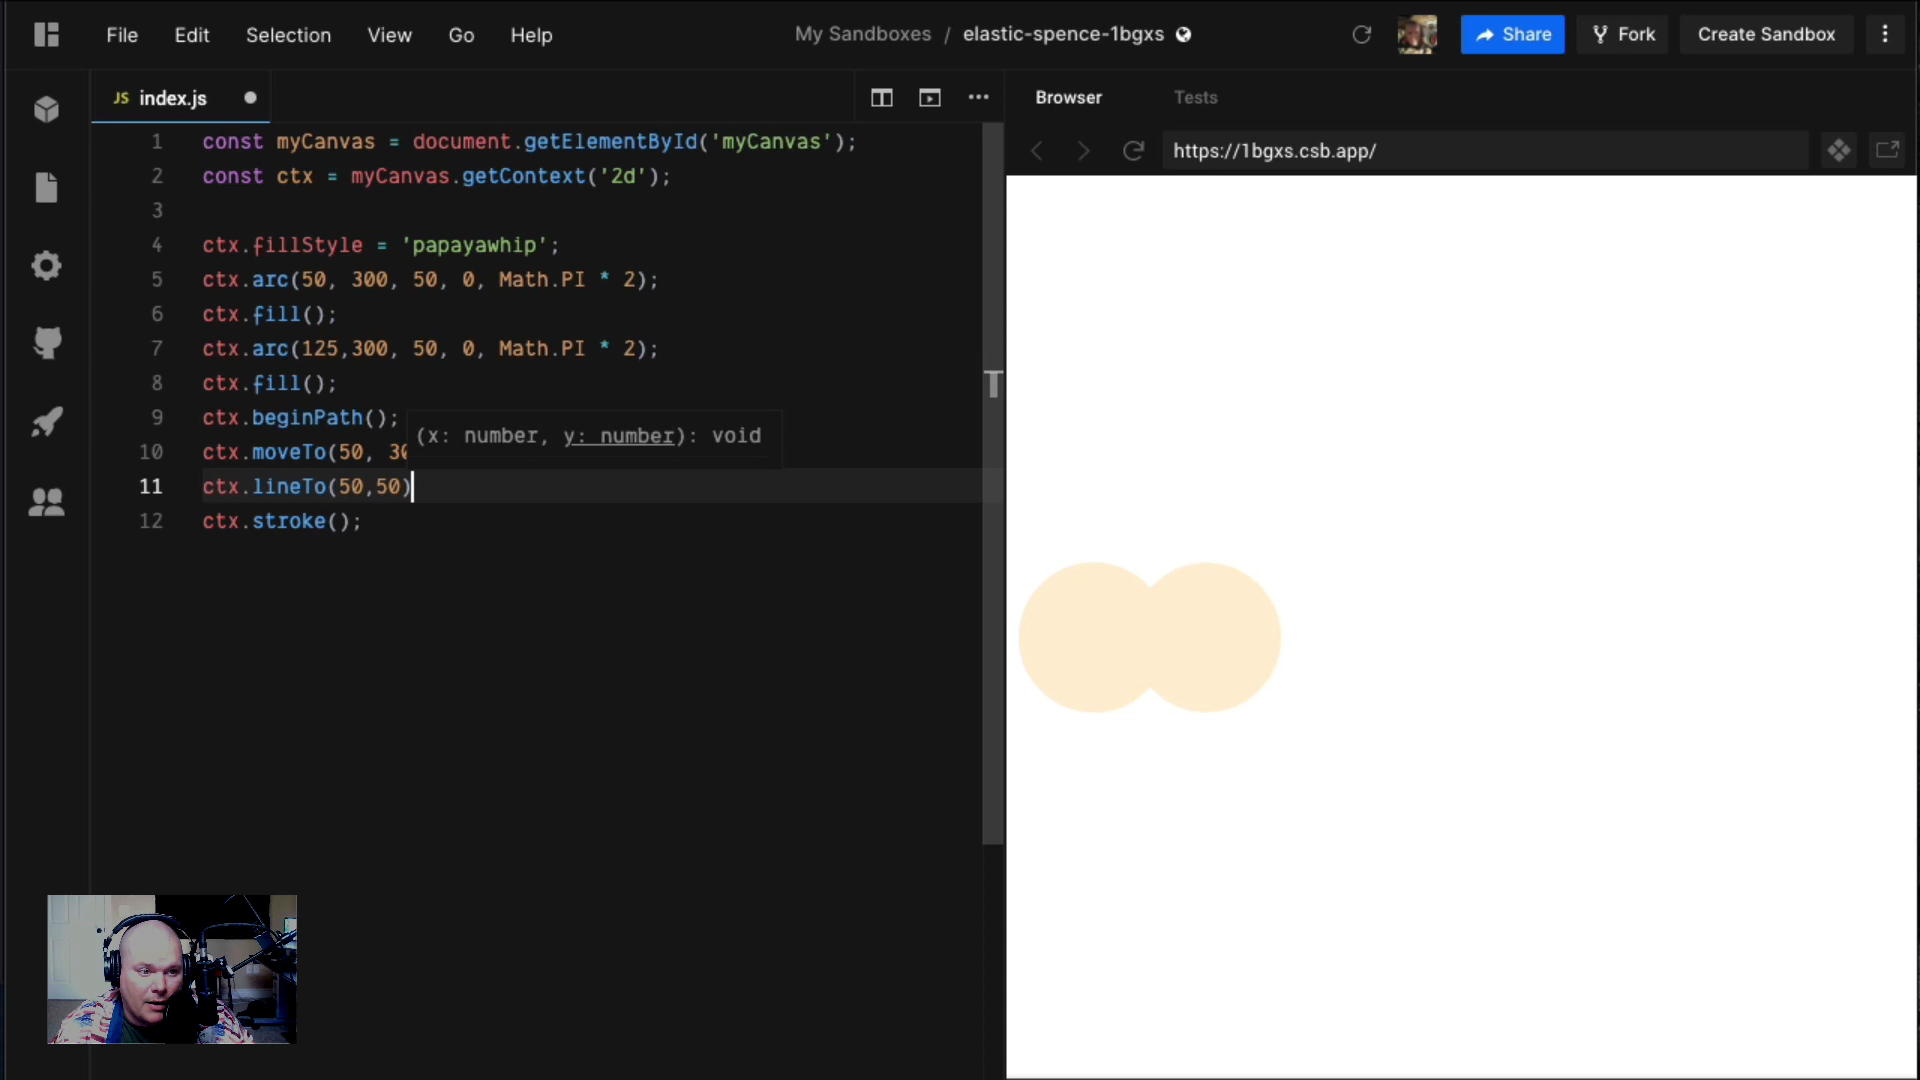 File Edit Selection View Go Help
My Sandboxes / elastic-spence-1bgxs
Share
Fork
Create Sandbox
JS index.js
Browser Tests
https://1bgxs.csb.app/
1 const myCanvas = document.getElementById('myCanvas');
2 const ctx = myCanvas.getContext('2d');
3
4 ctx.fillStyle = 'papayawhip';
5 ctx.arc(50, 300, 50, 0, Math.PI * 2);
6 ctx.fill();
7 ctx.arc(125,300, 50, 0, Math.PI * 2);
8 ctx.fill();
9 ctx.beginPath();
(x: number, y: number): void
10 ctx.moveTo(50, 30
11 ctx.lineTo(50,50)
12 ctx.stroke();
T